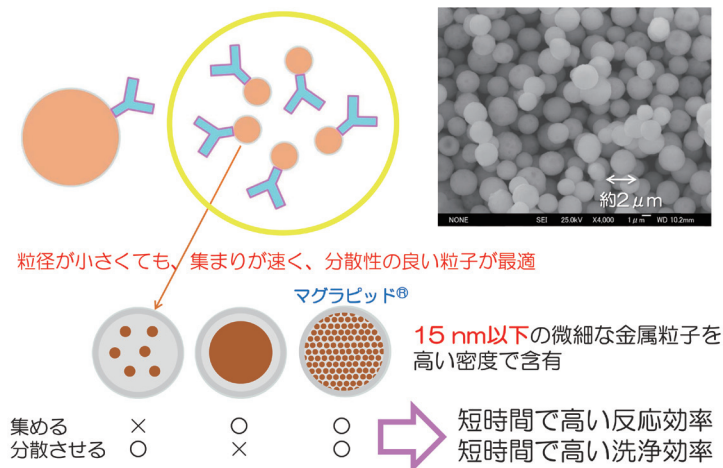 約2μm
NONE SEI 25.0kV X4,000 1μm WD 10.2mm
粒径が小さくても、集まりが速く、分散性の良い粒子が最適
マグラピッド®
15 nm以下の微細な金属粒子を
高い密度で含有
集める × ○ ○
分散させる ○ × ○
短時間で高い反応効率
短時間で高い洗浄効率